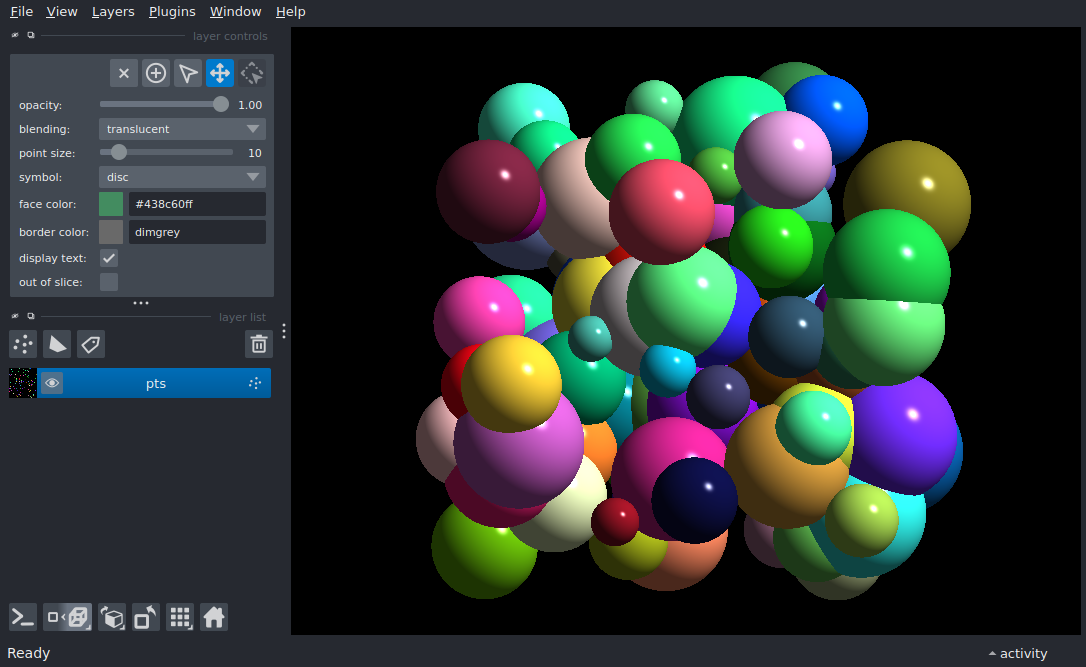 File View Layers Plugins Window Help
layer controls
opacity: 1.00
blending: translucent
point size: 10
symbol: disc
face color: #438c60ff
border color: dimgrey
display text:
out of slice:
layer list
pts
Ready
activity